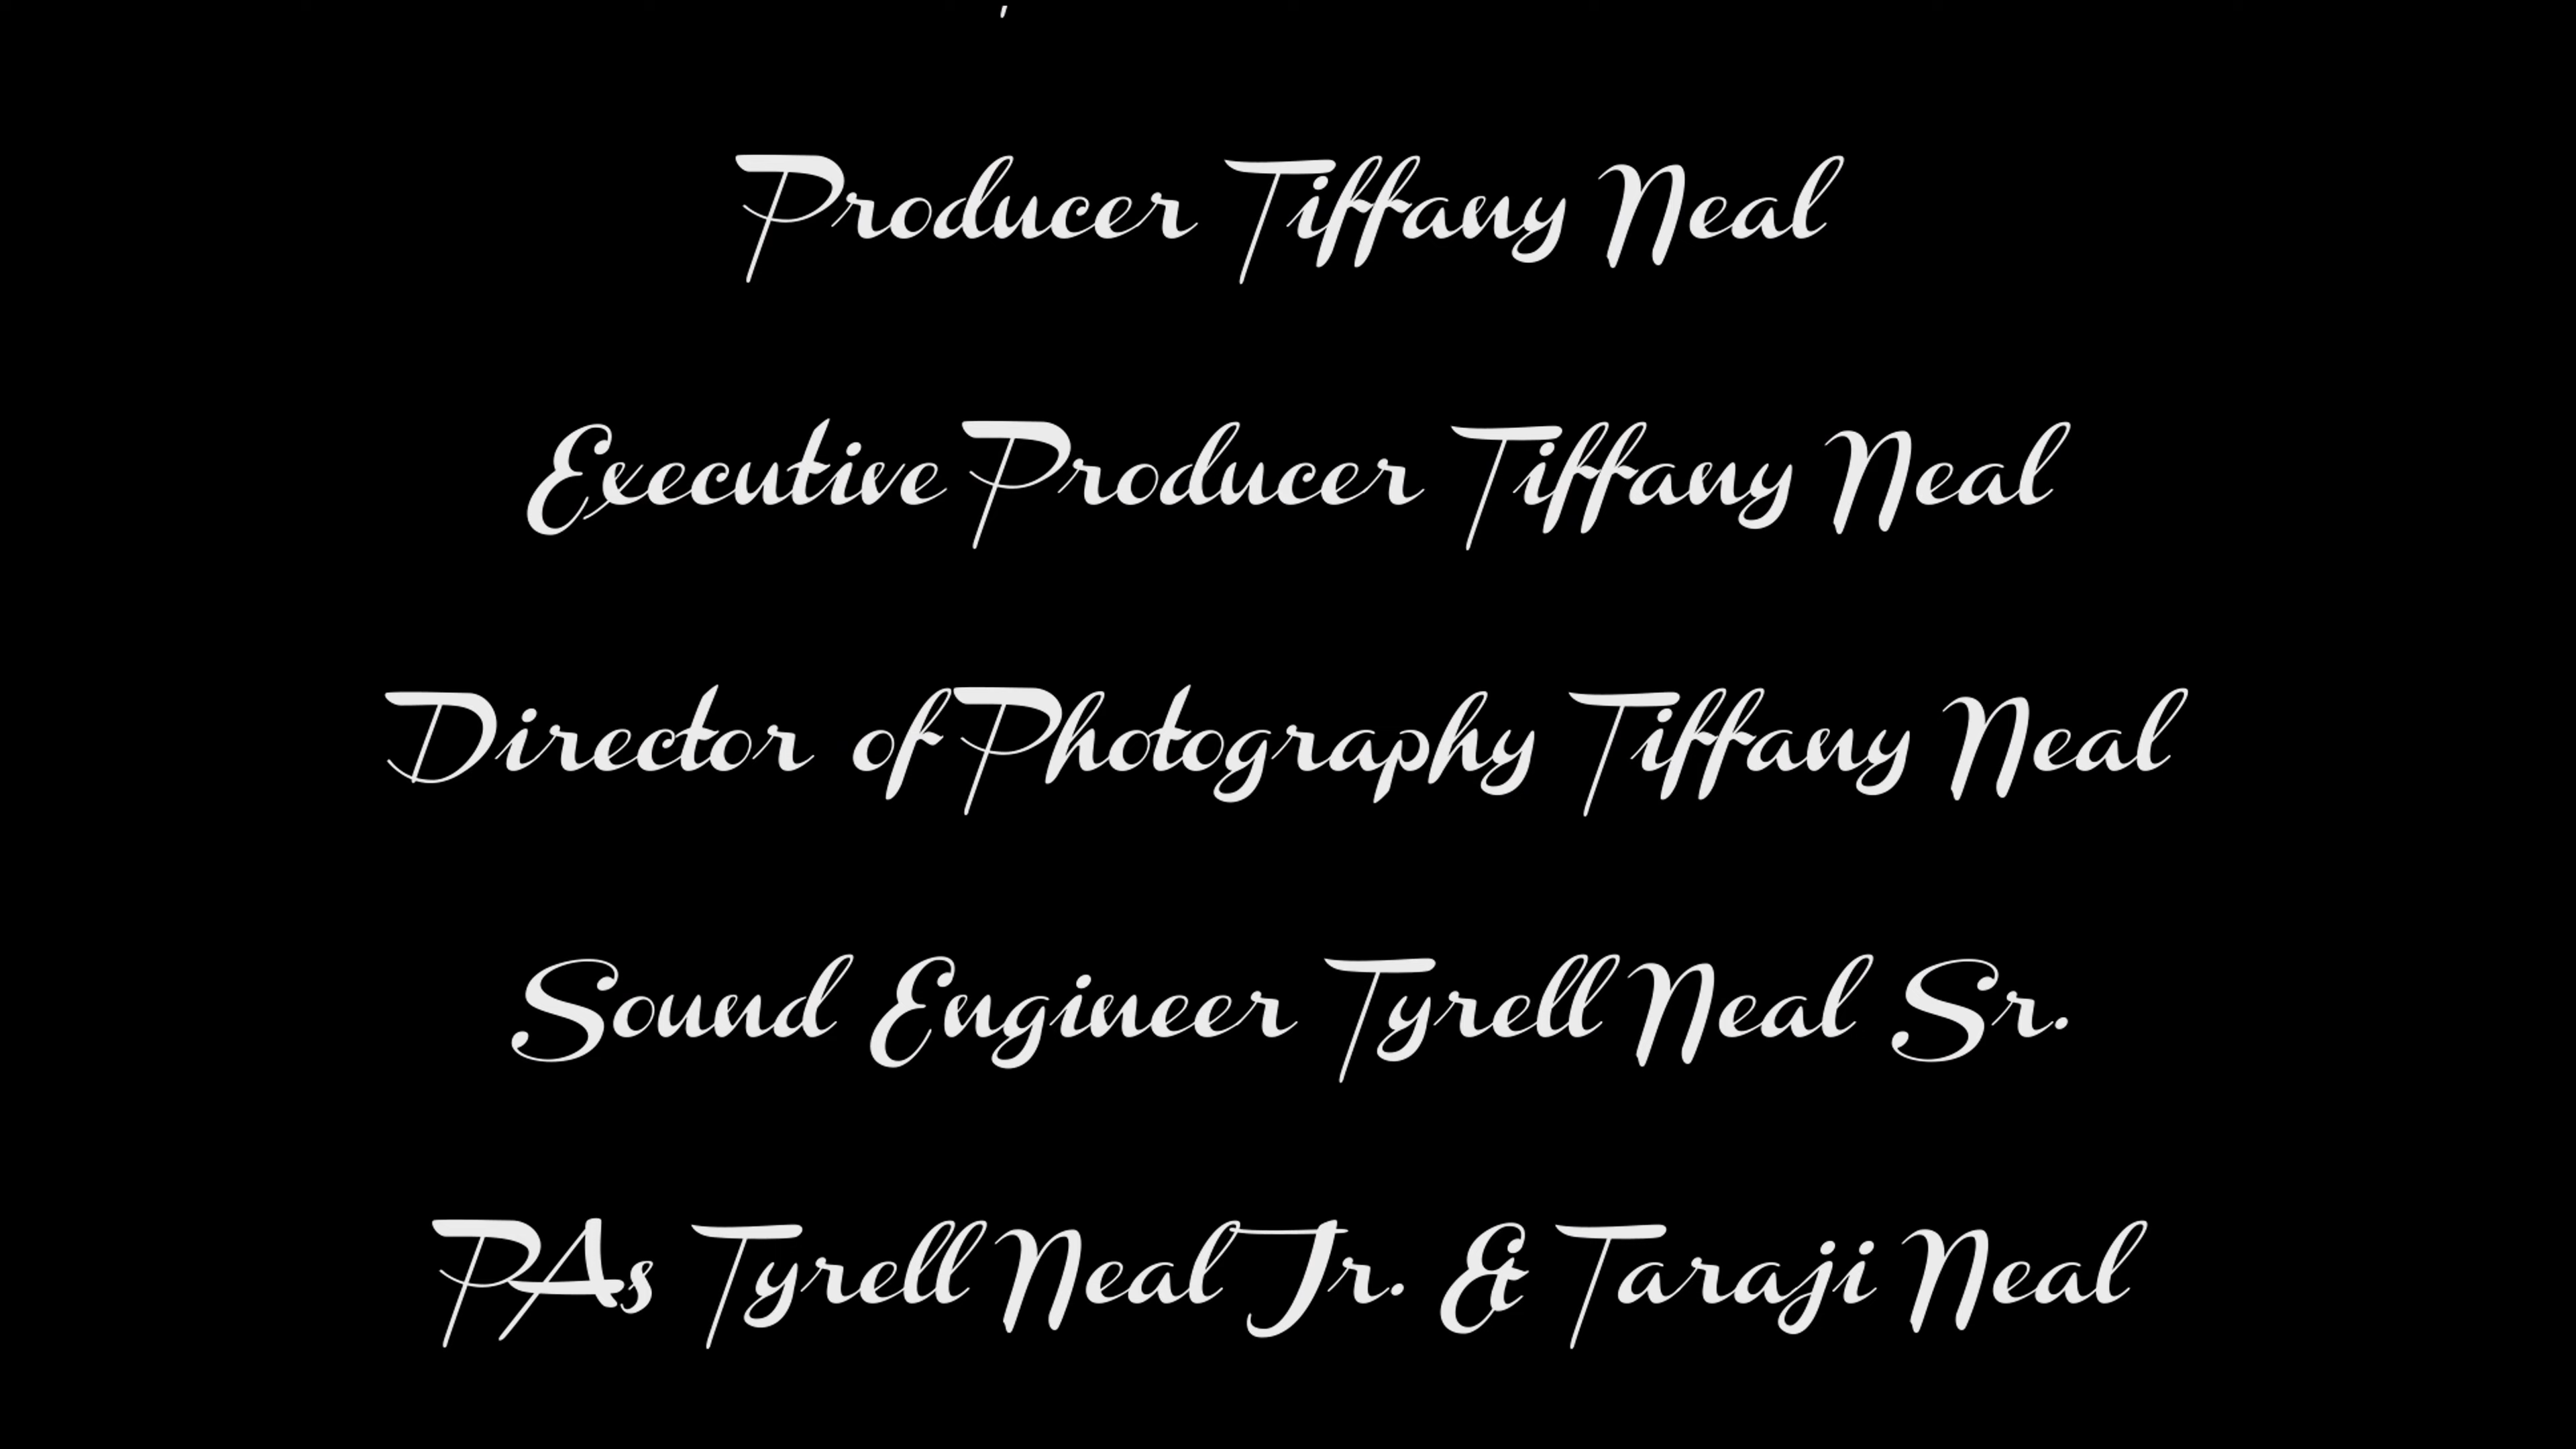 Producer Tiffany Neal
Executive Producer Tiffany Neal
Director of Photography Tiffany Neal
Sound Engineer Tyrell Neal Sr.
PAs Tyrell Neal Jr. & Taraji Neal